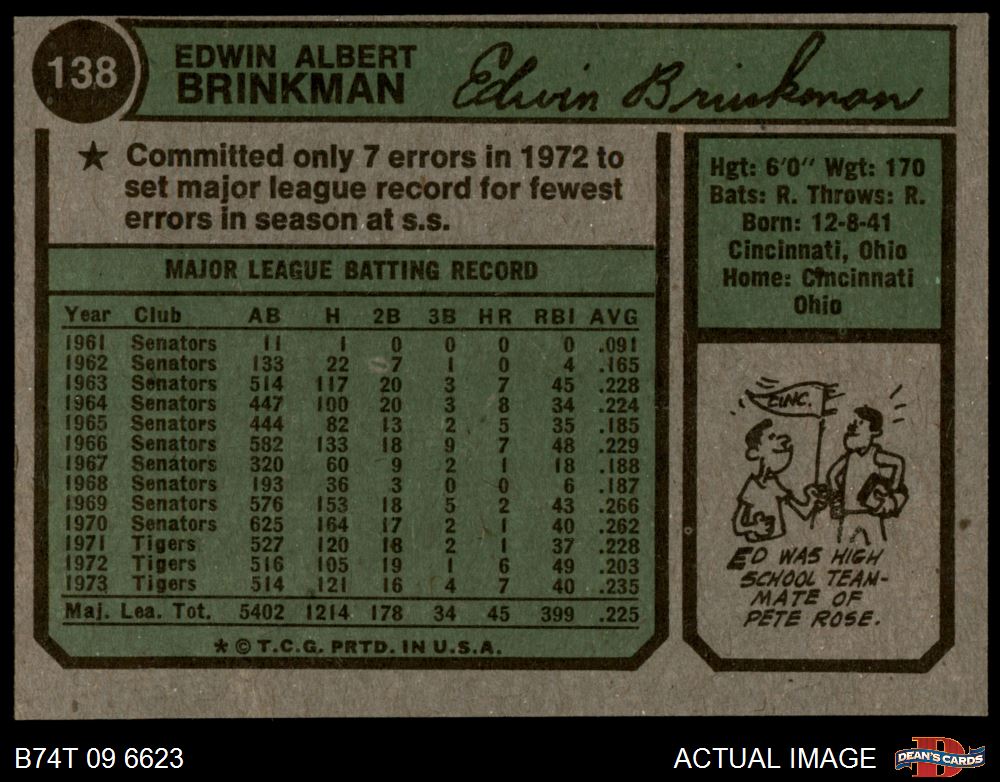 138
EDWIN ALBERT
BRINKMAN
Edwin Brinkman
★ Committed only 7 errors in 1972 to
set major league record for fewest
errors in season at s.s.
MAJOR LEAGUE BATTING RECORD
Year Club AB H 2B 3B HR RBI AVG
1961 Senators 11 1 0 0 0 0 .091
1962 Senators 133 22 7 1 0 4 .165
1963 Senators 514 117 20 3 7 45 .228
1964 Senators 447 100 20 3 8 34 .224
1965 Senators 444 82 13 2 5 35 .185
1966 Senators 582 133 18 9 7 48 .229
1967 Senators 320 60 9 2 1 18 .188
1968 Senators 193 36 3 0 0 6 .187
1969 Senators 576 153 18 5 2 43 .266
1970 Senators 625 164 17 2 1 40 .262
1971 Tigers 527 120 18 2 1 37 .228
1972 Tigers 516 105 19 1 6 49 .203
1973 Tigers 514 121 16 4 7 40 .235
Maj. Lea. Tot. 5402 1214 178 34 45 399 .225
* © T.C.G. PRTD. IN U.S.A.
Hgt: 6'0" Wgt: 170
Bats: R. Throws: R.
Born: 12-8-41
Cincinnati, Ohio
Home: Cincinnati
Ohio
CINC.
ED WAS HIGH
SCHOOL TEAM-
MATE OF
PETE ROSE.
B74T 09 6623
ACTUAL IMAGE
DEAN'S CARDS